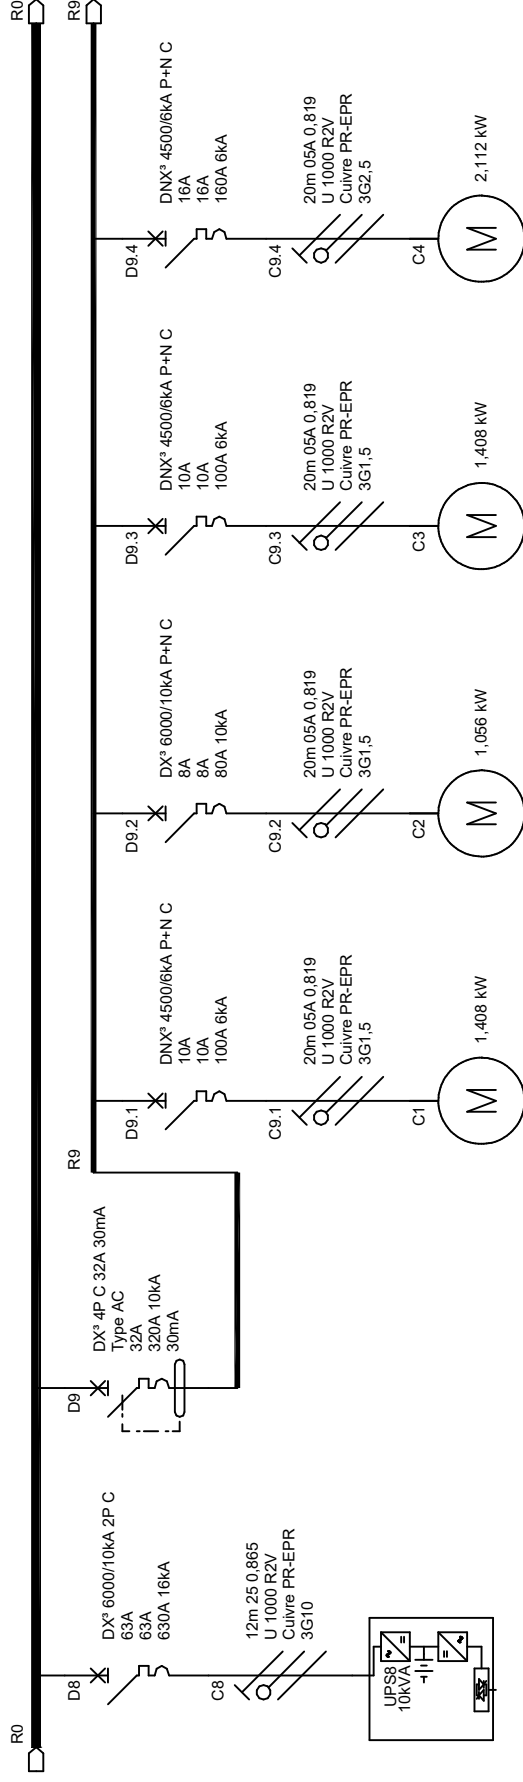 R0
D8
DX³ 6000/10kA 2P C
63A
63A
630A 16kA
C8
12m 25 0,865
U 1000 R2V
Cuivre PR-EPR
3G10
UPS8
10kVA
D9
DX³ 4P C 32A 30mA
Type AC
32A
320A 10kA
30mA
R9
D9.1
DNX³ 4500/6kA P+N C
10A
10A
100A 6kA
C9.1
20m 05A 0,819
U 1000 R2V
Cuivre PR-EPR
3G1,5
C1
M
1,408 kW
D9.2
DX³ 6000/10kA P+N C
8A
8A
80A 10kA
C9.2
20m 05A 0,819
U 1000 R2V
Cuivre PR-EPR
3G1,5
C2
M
1,056 kW
D9.3
DNX³ 4500/6kA P+N C
10A
10A
100A 6kA
C9.3
20m 05A 0,819
U 1000 R2V
Cuivre PR-EPR
3G1,5
C3
M
1,408 kW
D9.4
DNX³ 4500/6kA P+N C
16A
16A
160A 6kA
C9.4
20m 05A 0,819
U 1000 R2V
Cuivre PR-EPR
3G2,5
C4
M
2,112 kW
R0
R9